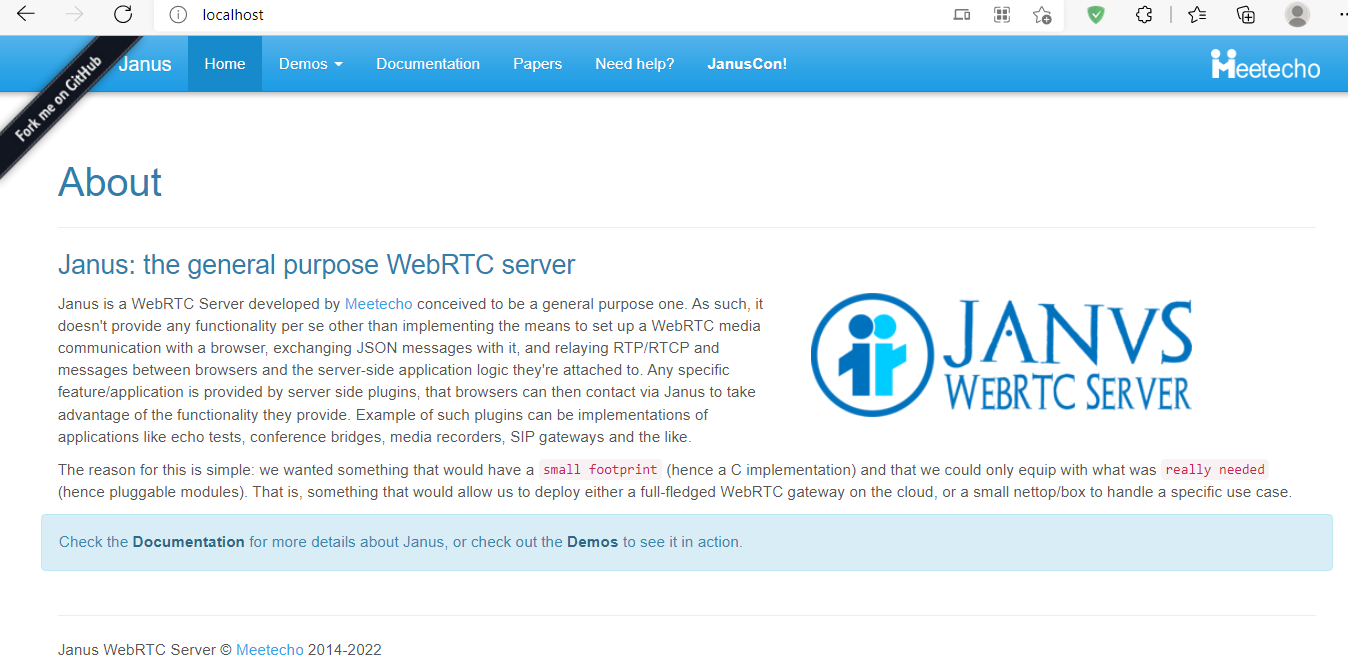 localhost
Fork me on GitHub
Janus Home Demos Documentation Papers Need help? JanusCon! Meetecho
About
Janus: the general purpose WebRTC server
Janus is a WebRTC Server developed by Meetecho conceived to be a general purpose one. As such, it
doesn't provide any functionality per se other than implementing the means to set up a WebRTC media
communication with a browser, exchanging JSON messages with it, and relaying RTP/RTCP and
messages between browsers and the server-side application logic they're attached to. Any specific
feature/application is provided by server side plugins, that browsers can then contact via Janus to take
advantage of the functionality they provide. Example of such plugins can be implementations of
applications like echo tests, conference bridges, media recorders, SIP gateways and the like.
JANVS
WEBRTC SERVER
The reason for this is simple: we wanted something that would have a small footprint (hence a C implementation) and that we could only equip with what was really needed
(hence pluggable modules). That is, something that would allow us to deploy either a full-fledged WebRTC gateway on the cloud, or a small nettop/box to handle a specific use case.
Check the Documentation for more details about Janus, or check out the Demos to see it in action.
Janus WebRTC Server © Meetecho 2014-2022